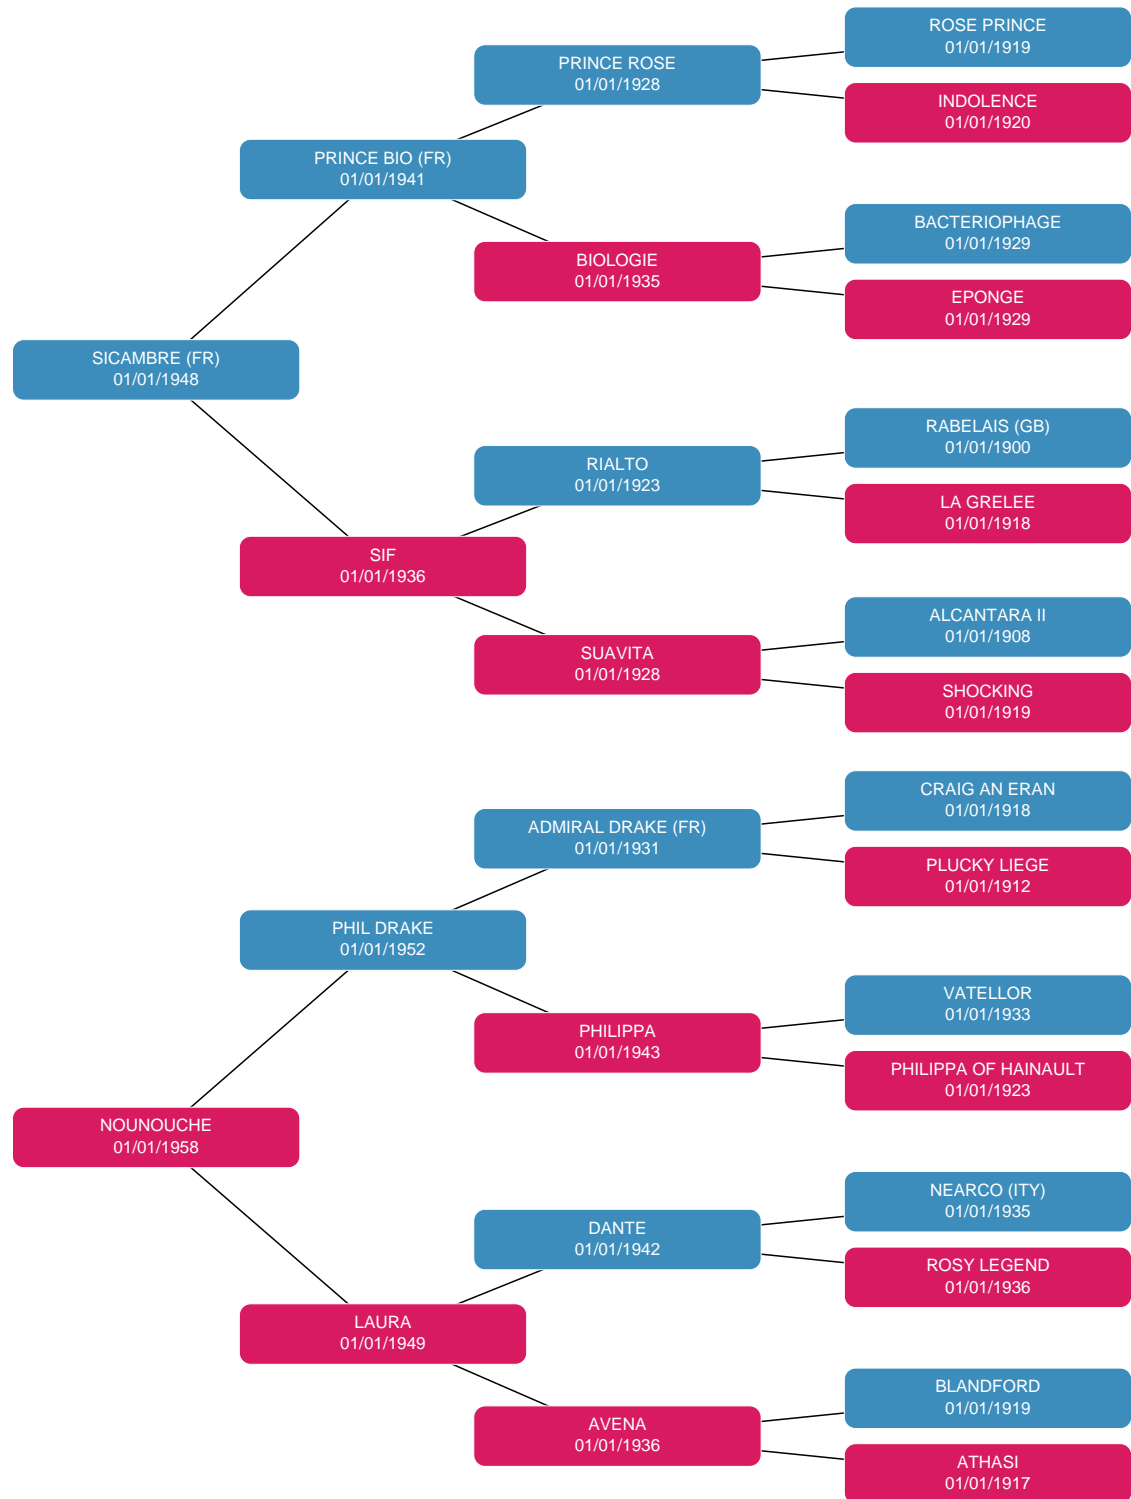 ROSE PRINCE
01/01/1919
PRINCE ROSE
01/01/1928
INDOLENCE
01/01/1920
PRINCE BIO (FR)
01/01/1941
BACTERIOPHAGE
01/01/1929
BIOLOGIE
01/01/1935
EPONGE
01/01/1929
SICAMBRE (FR)
01/01/1948
RABELAIS (GB)
01/01/1900
RIALTO
01/01/1923
LA GRELEE
01/01/1918
SIF
01/01/1936
ALCANTARA II
01/01/1908
SUAVITA
01/01/1928
SHOCKING
01/01/1919
CRAIG AN ERAN
01/01/1918
ADMIRAL DRAKE (FR)
01/01/1931
PLUCKY LIEGE
01/01/1912
PHIL DRAKE
01/01/1952
VATELLOR
01/01/1933
PHILIPPA
01/01/1943
PHILIPPA OF HAINAULT
01/01/1923
NOUNOUCHE
01/01/1958
NEARCO (ITY)
01/01/1935
DANTE
01/01/1942
ROSY LEGEND
01/01/1936
LAURA
01/01/1949
BLANDFORD
01/01/1919
AVENA
01/01/1936
ATHASI
01/01/1917